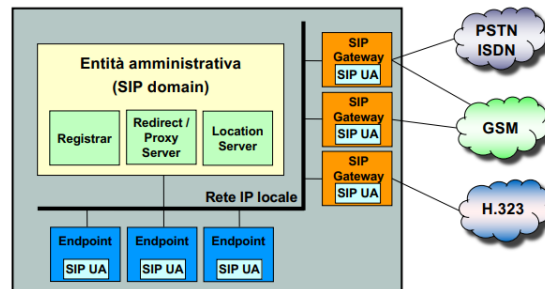 Entità amministrativa
(SIP domain)
Registrar
Redirect /
Proxy
Server
Location
Server
Rete IP locale
Endpoint
SIP UA
Endpoint
SIP UA
Endpoint
SIP UA
SIP
Gateway
SIP UA
SIP
Gateway
SIP UA
SIP
Gateway
SIP UA
PSTN
ISDN
GSM
H.323